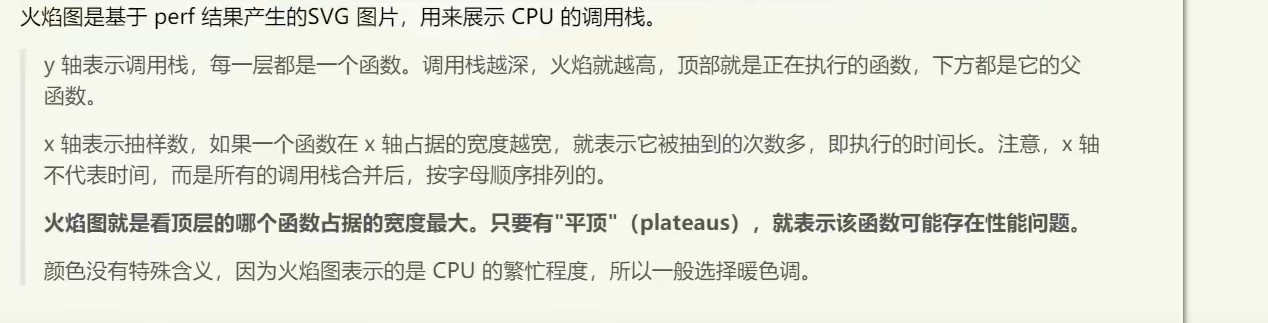 火焰图是基于 perf 结果产生的SVG 图片，用来展示 CPU 的调用栈。
y 轴表示调用栈，每一层都是一个函数。调用栈越深，火焰就越高，顶部就是正在执行的函数，下方都是它的父
函数。
x 轴表示抽样数，如果一个函数在 x 轴占据的宽度越宽，就表示它被抽到的次数多，即执行的时间长。注意，x 轴
不代表时间，而是所有的调用栈合并后，按字母顺序排列的。
火焰图就是看顶层的哪个函数占据的宽度最大。只要有"平顶"（plateaus），就表示该函数可能存在性能问题。
颜色没有特殊含义，因为火焰图表示的是 CPU 的繁忙程度，所以一般选择暖色调。